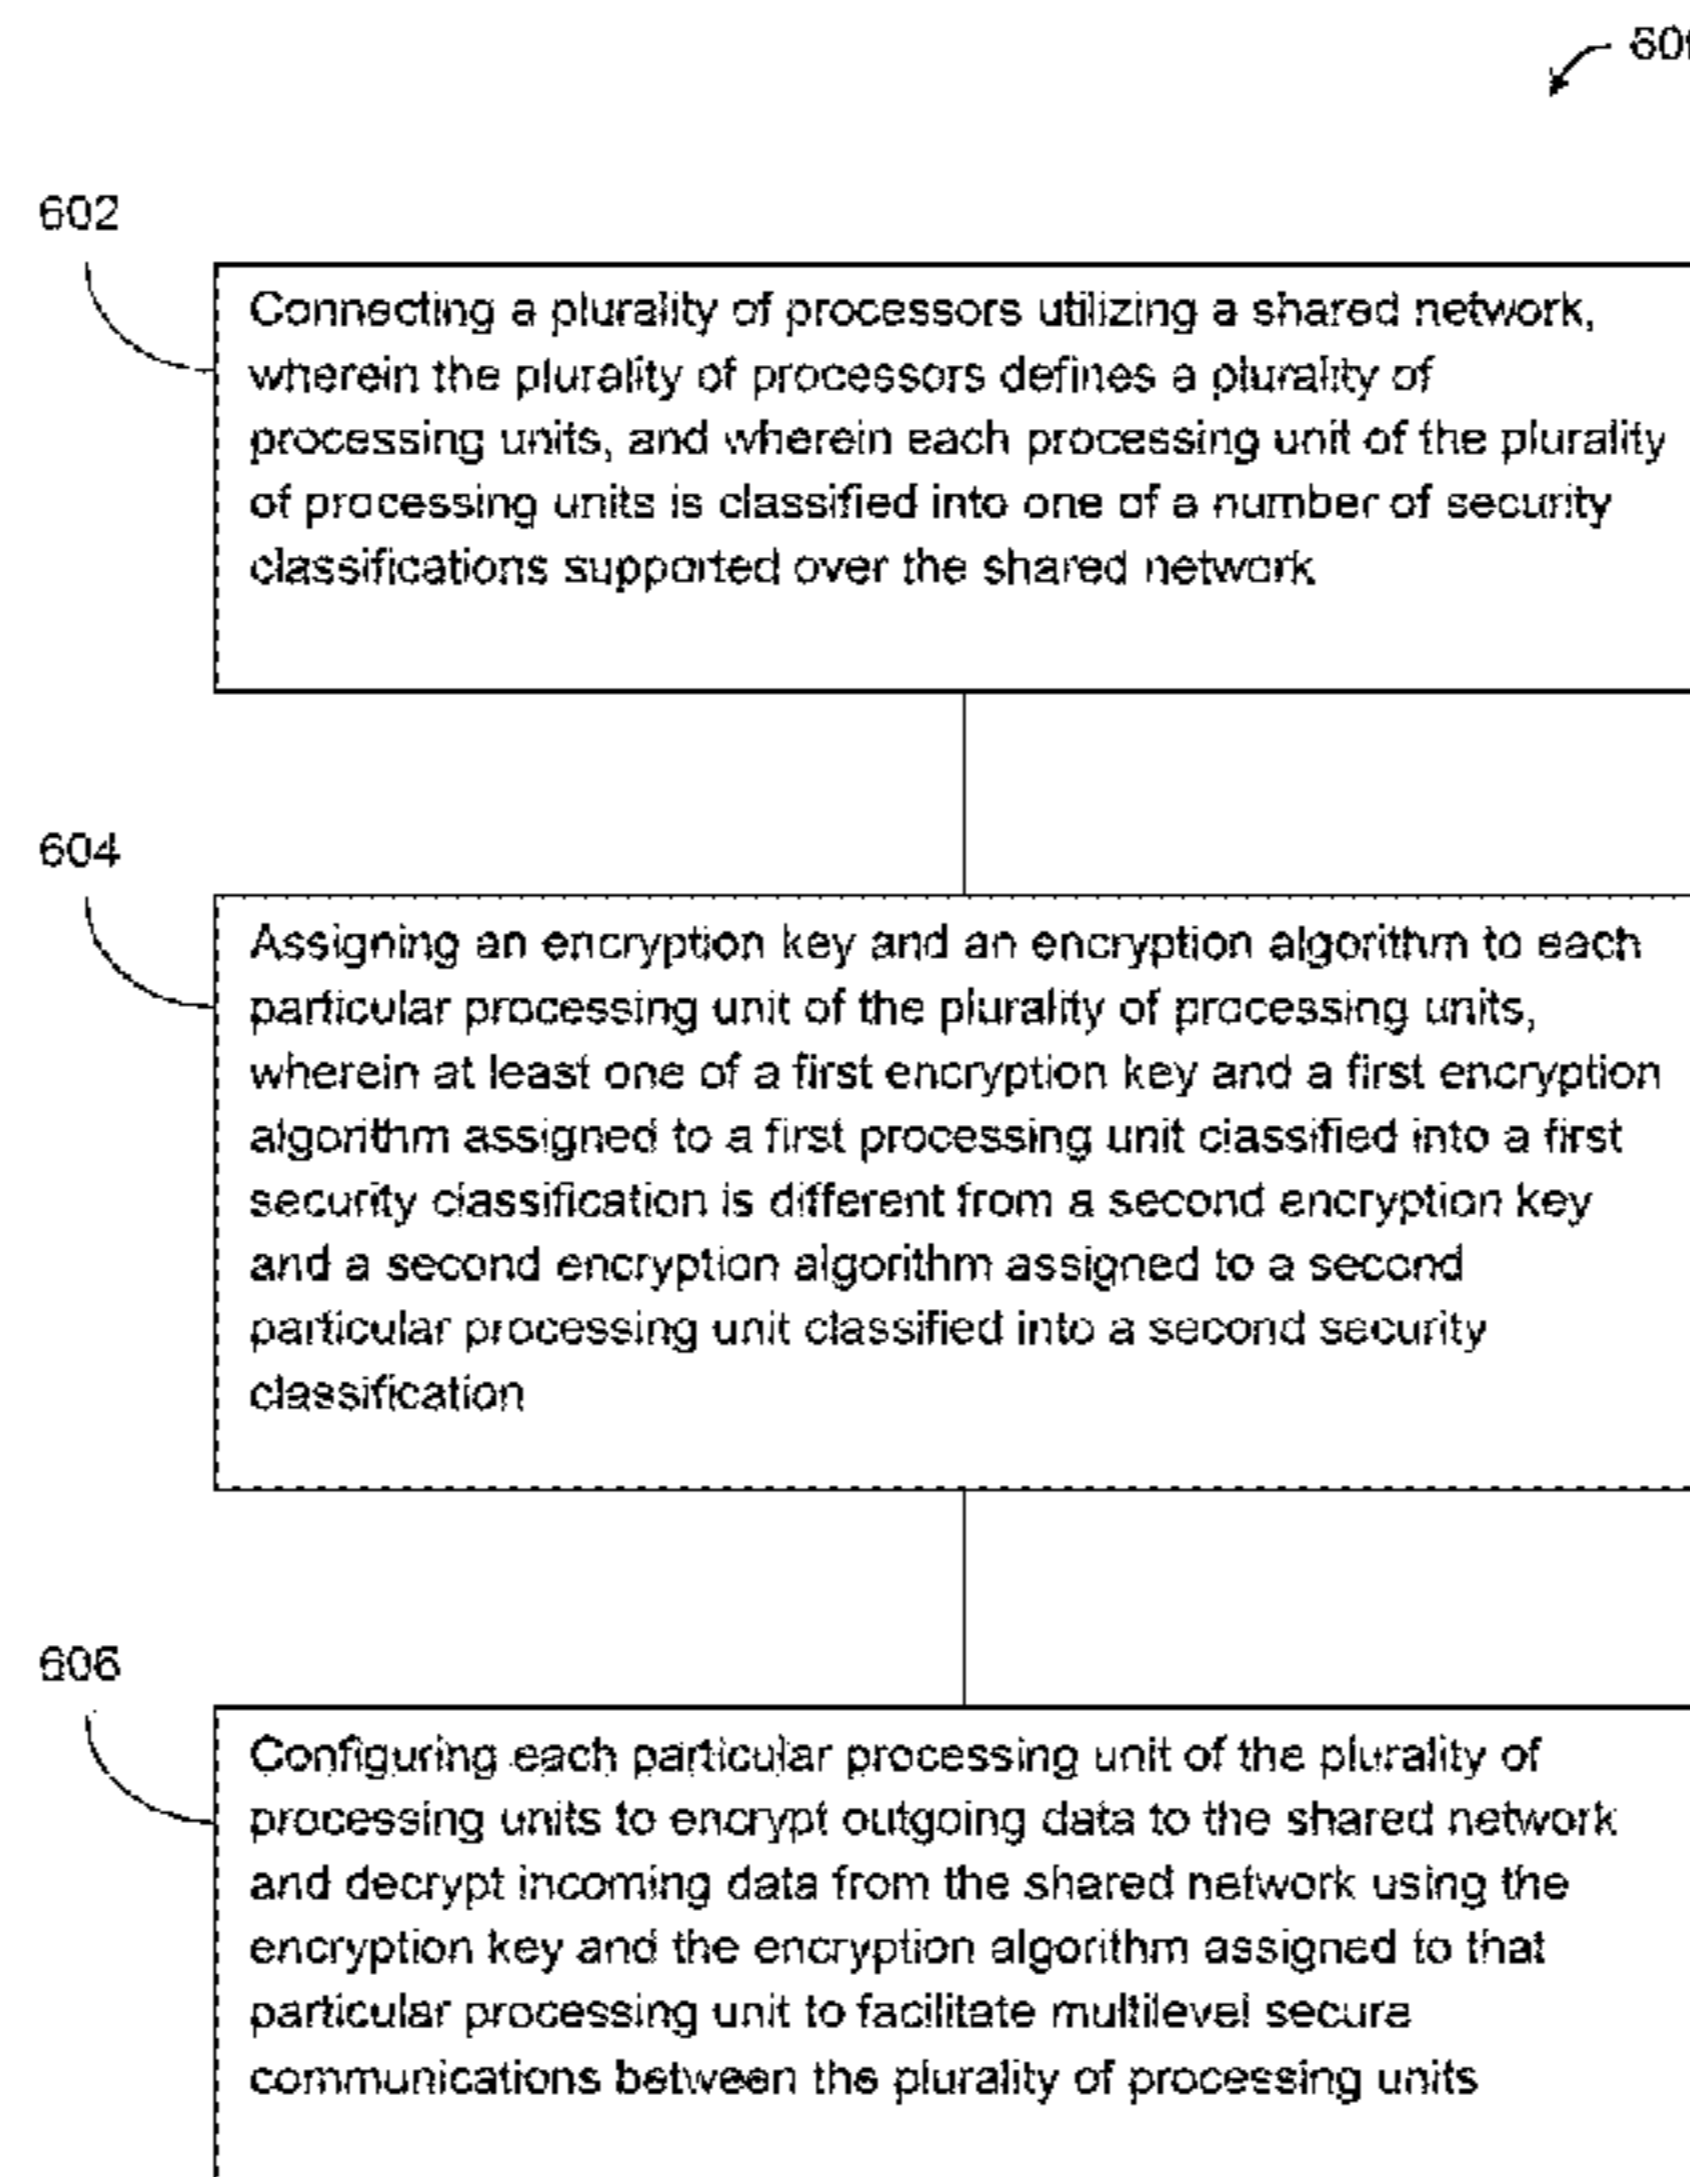 602
Connecting a plurality of processors utilizing a shared network,
wherein the plurality of processors defines a plurality of
processing units, and wherein each processing unit of the plurality
of processing units is classified into one of a number of security
classifications supported over the shared network
604
Assigning an encryption key and an encryption algorithm to each
particular processing unit of the plurality of processing units,
wherein at least one of a first encryption key and a first encryption
algorithm assigned to a first processing unit classified into a first
security classification is different from a second encryption key
and a second encryption algorithm assigned to a second
particular processing unit classified into a second security
classification
606
Configuring each particular processing unit of the plurality of
processing units to encrypt outgoing data to the shared network
and decrypt incoming data from the shared network using the
encryption key and the encryption algorithm assigned to that
particular processing unit to facilitate multilevel secure
communications between the plurality of processing units